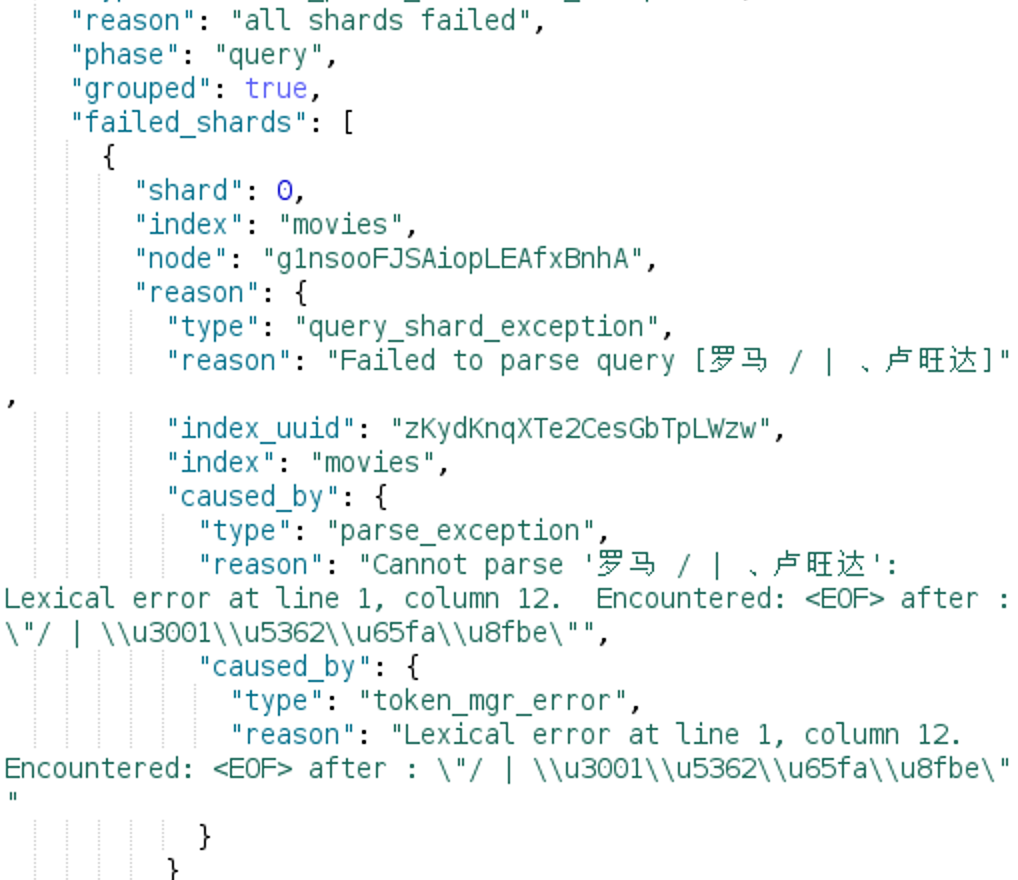 "reason": "all shards failed",
"phase": "query",
"grouped": true,
"failed_shards": [
{
"shard": 0,
"index": "movies",
"node": "g1nsooFJSAiopLEAfxBnhA",
"reason": {
"type": "query_shard_exception",
"reason": "Failed to parse query [罗马 / | 、卢旺达]"
,
"index_uuid": "zKydKnqXTe2CesGbTpLWzw",
"index": "movies",
"caused_by": {
"type": "parse_exception",
"reason": "Cannot parse '罗马 / | 、卢旺达':
Lexical error at line 1, column 12.  Encountered: <EOF> after :
\"/ | \\u3001\\u5362\\u65fa\\u8fbe\"",
"caused_by": {
"type": "token_mgr_error",
"reason": "Lexical error at line 1, column 12.
Encountered: <EOF> after : \"/ | \\u3001\\u5362\\u65fa\\u8fbe\"
"
}
}